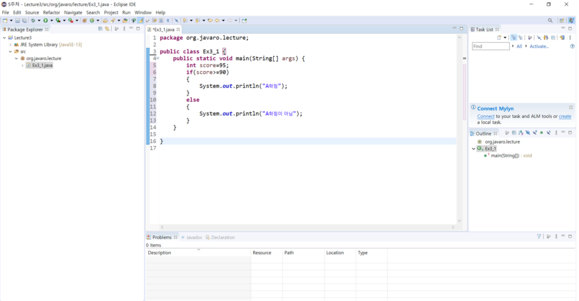 5주차 - Lecture3/src/org/javaro/lecture/Ex3_1.java - Eclipse IDE
File Edit Source Refactor Navigate Search Project Run Window Help
Package Explorer
Lecture3
JRE System Library [JavaSE-13]
src
org.javaro.lecture
Ex3_1.java
*Ex3_1.java
1 package org.javaro.lecture;
2
3 public class Ex3_1 {
4 public static void main(String[] args) {
5 int score=95;
6 if(score>=90)
7 {
8 System.out.println("A학점");
9 }
10 else
11 {
12 System.out.println("A학점이 아님");
13 }
14 }
15
16 }
17
Task List
Find
All
Activate...
Connect Mylyn
Connect to your task and ALM tools or create a local task.
Outline
org.javaro.lecture
Ex3_1
main(String[]) : void
Problems Javadoc Declaration
0 items
Description Resource Path Location Type